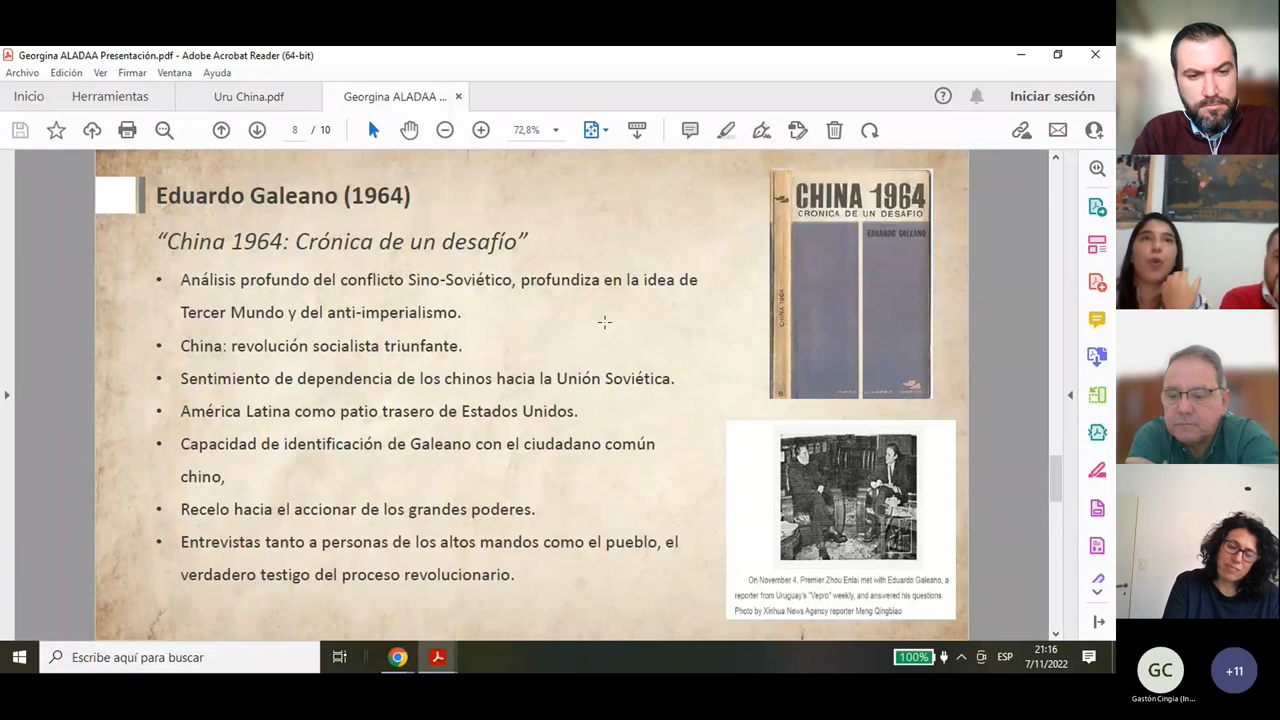 Georgina ALADAA Presentación.pdf - Adobe Acrobat Reader (64-bit)
Archivo Edición Ver Firmar Ventana Ayuda
Inicio Herramientas Uru China.pdf Georgina ALADAA ... Iniciar sesión
8 / 10 72,8%
Eduardo Galeano (1964)
“China 1964: Crónica de un desafío”
• Análisis profundo del conflicto Sino-Soviético, profundiza en la idea de
Tercer Mundo y del anti-imperialismo.
• China: revolución socialista triunfante.
• Sentimiento de dependencia de los chinos hacia la Unión Soviética.
• América Latina como patio trasero de Estados Unidos.
• Capacidad de identificación de Galeano con el ciudadano común
chino,
• Recelo hacia el accionar de los grandes poderes.
• Entrevistas tanto a personas de los altos mandos como el pueblo, el
verdadero testigo del proceso revolucionario.
CHINA 1964
CRONICA DE UN DESAFIO
EDUARDO GALEANO
CHINA 1964
On November 4, Premier Zhou Enlai met with Eduardo Galeano, a
reporter from Uruguay's "Vepro" weekly, and answered his questions
Photo by Xinhua News Agency reporter Meng Qingbiao
Escribe aquí para buscar
100% ESP
21:16
7/11/2022
GC
+11
Gastón Cingia (In...